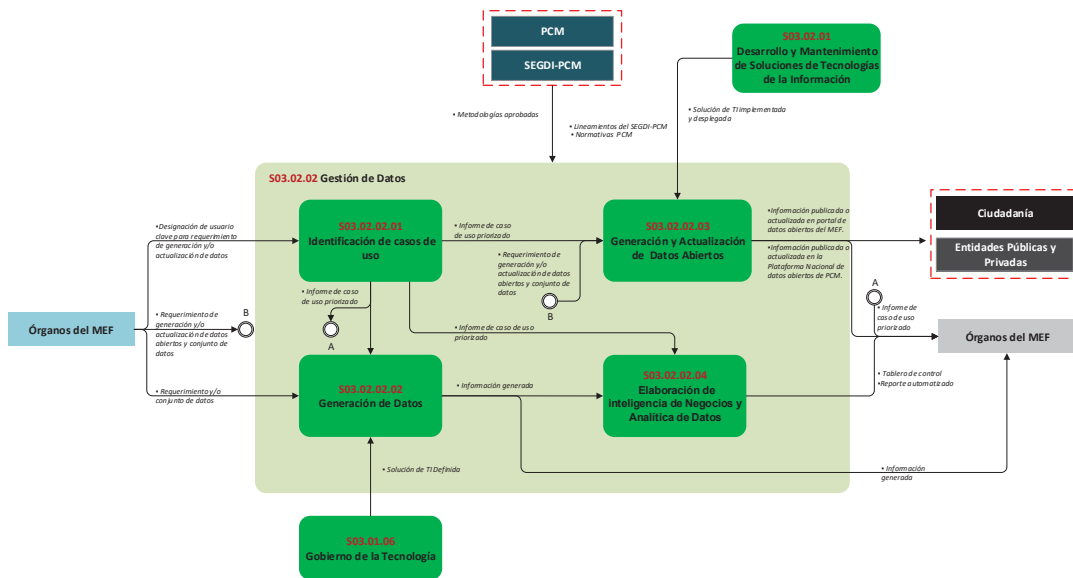 PCM
SEGDI-PCM
S03.02.01
Desarrollo y Mantenimiento
de Soluciones de Tecnologías
de la Información
• Metodologías aprobadas
• Lineamientos del SEGDI-PCM
• Normativas PCM
• Solución de TI implementada
y desplegada
S03.02.02 Gestión de Datos
•Designación de usuario
clave para requerimiento
de generación y/o
actualización de datos
S03.02.02.01
Identificación de casos de
uso
• Informe de caso
de uso priorizado
• Requerimiento de
generación y/o
actualización de datos
abiertos y conjunto de
datos
B
S03.02.02.03
Generación y Actualización
de Datos Abiertos
•Información publicada o
actualizada en portal de
datos abiertos del MEF.
•Información publicada o
actualizada en la
Plataforma Nacional de
datos abiertos de PCM.
Ciudadanía
Entidades Públicas y
Privadas
A
• Informe de
caso de uso
priorizado
• Informe de caso
de uso priorizado
A
Órganos del MEF
• Requerimiento de
generación y/o
actualización de datos
abiertos y conjunto de
datos
B
• Informe de caso de uso
priorizado
Órganos del MEF
• Requerimiento y/o
conjunto de datos
S03.02.02.02
Generación de Datos
• Información generada
S03.02.02.04
Elaboración de
inteligencia de Negocios y
Analítica de Datos
• Tablero de control
•Reporte automatizado
• Solución de TI Definida
• Información
generada
S03.01.06
Gobierno de la Tecnología